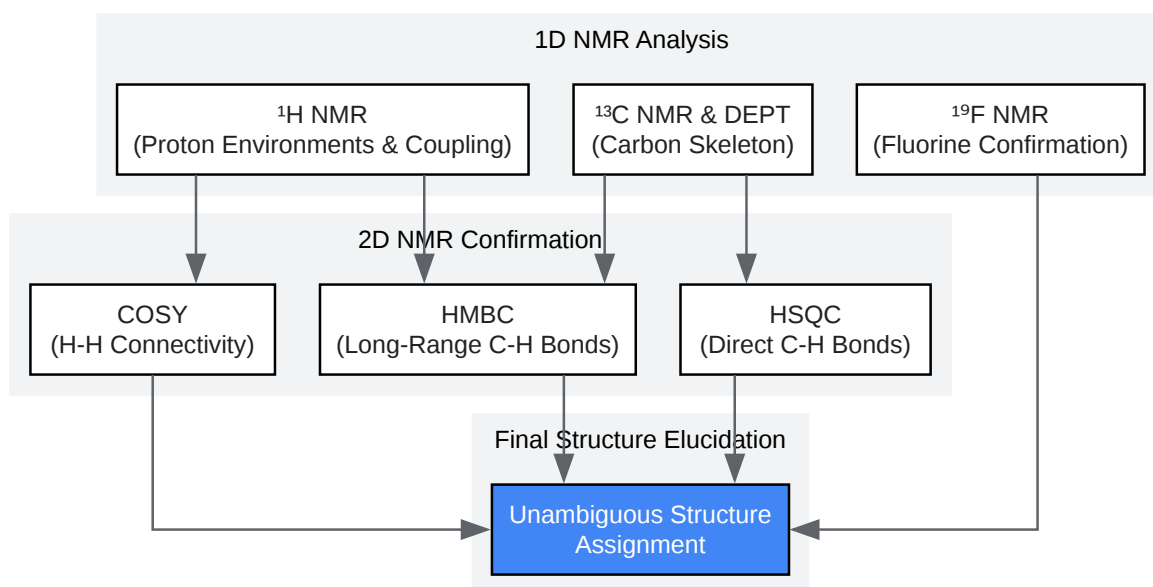 1D NMR Analysis
¹H NMR
(Proton Environments & Coupling)
¹³C NMR & DEPT
(Carbon Skeleton)
¹⁹F NMR
(Fluorine Confirmation)
2D NMR Confirmation
COSY
(H-H Connectivity)
HMBC
(Long-Range C-H Bonds)
HSQC
(Direct C-H Bonds)
Final Structure Elucidation
Unambiguous Structure
Assignment